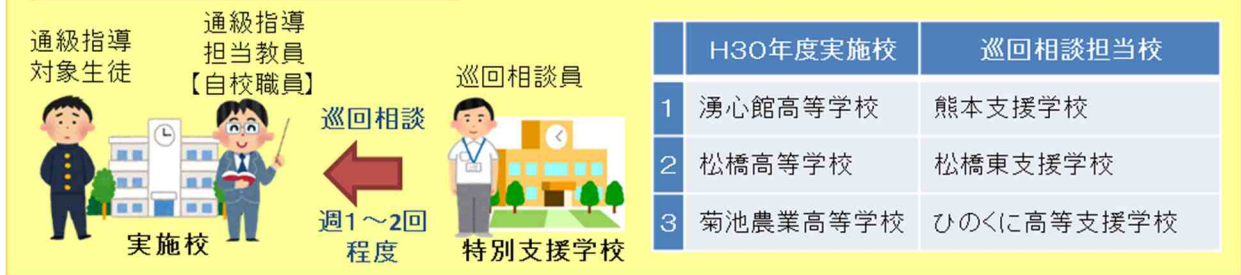 通級指導
対象生徒
通級指導
担当教員
【自校職員】
巡回相談員
巡回相談
週1～2回
程度
実施校
特別支援学校
H30年度実施校 巡回相談担当校
1 湧心館高等学校 熊本支援学校
2 松橋高等学校 松橋東支援学校
3 菊池農業高等学校 ひのくに高等支援学校